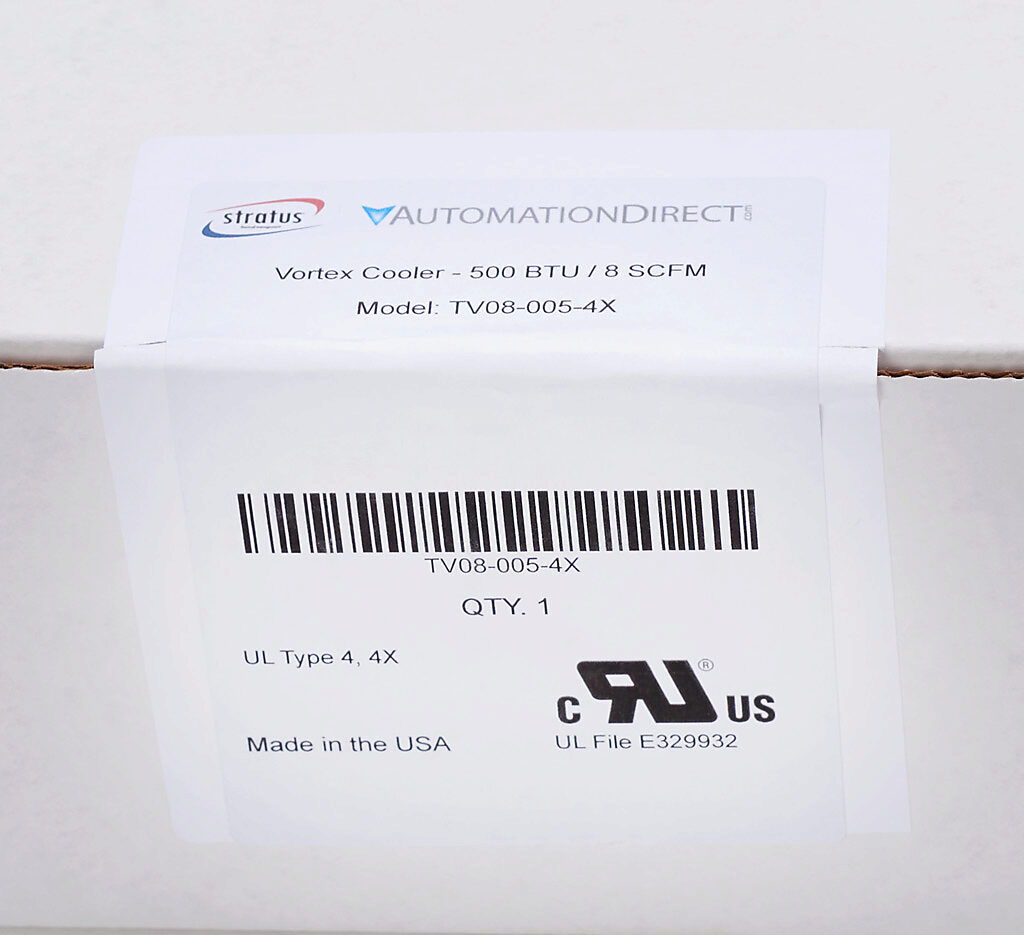 stratus
AUTOMATIONDIRECT.com
Vortex Cooler - 500 BTU / 8 SCFM
Model: TV08-005-4X
TV08-005-4X
QTY. 1
UL Type 4, 4X
c RU® US
Made in the USA
UL File E329932